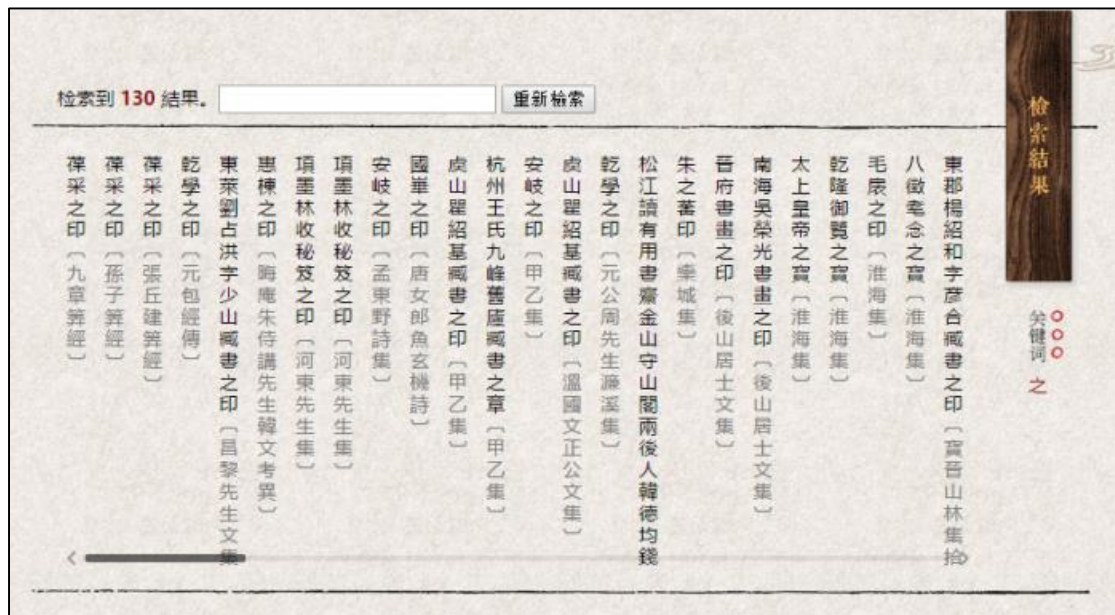 检索到 130 结果。
重新檢索
檢索結果
关键词 之
東郡楊紹和字彦合藏書之印〔寶晉山林集拾
八徵耄念之寶〔淮海集〕
毛扆之印〔淮海集〕
乾隆御覽之寶〔淮海集〕
太上皇帝之寶〔淮海集〕
南海吳榮光書畫之印〔後山居士文集〕
晉府書畫之印〔後山居士文集〕
朱之蕃印〔欒城集〕
松江讀有用書齋金山守山閣兩後人韓德均錢
乾學之印〔元公周先生濂溪集〕
虞山瞿紹基藏書之印〔溫國文正公文集〕
安岐之印〔甲乙集〕
杭州王氏九峰舊廬藏書之章〔甲乙集〕
虞山瞿紹基藏書之印〔甲乙集〕
國華之印〔唐女郎魚玄機詩〕
安岐之印〔孟東野詩集〕
項墨林收秘笈之印〔河東先生集〕
項墨林收秘笈之印〔河東先生集〕
惠棟之印〔晦庵朱侍講先生韓文考異〕
東萊劉占洪字少山藏書之印〔昌黎先生文集
乾學之印〔元包經傳〕
葆采之印〔張丘建筭經〕
葆采之印〔孫子筭經〕
葆采之印〔九章筭經〕